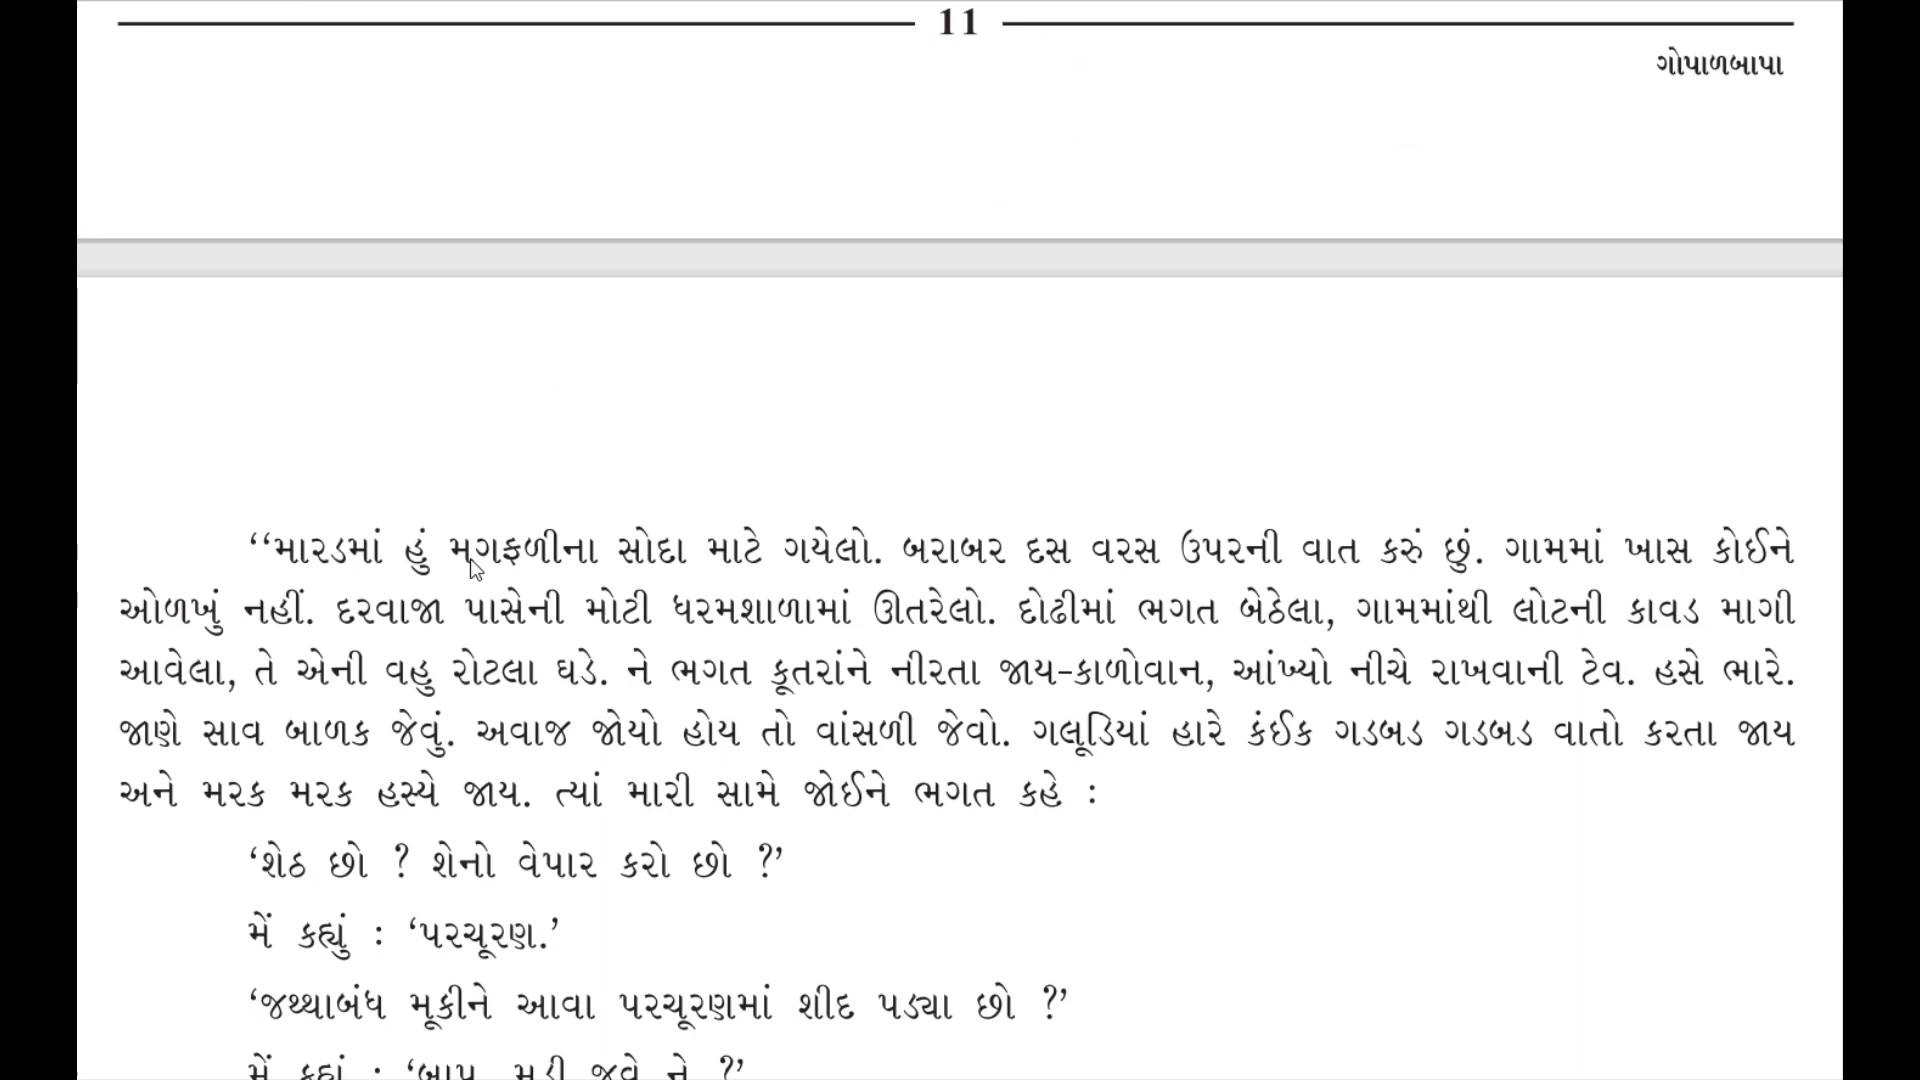 11
ગોપાળબાપા
‘‘મારડમાં હું મગફળીના સોદા માટે ગયેલો. બરાબર દસ વરસ ઉપરની વાત કરું છું. ગામમાં ખાસ કોઈને
ઓળખું નહીં. દરવાજા પાસેની મોટી ધરમશાળામાં ઊતરેલો. દોઢીમાં ભગત બેઠેલા, ગામમાંથી લોટની કાવડ માગી
આવેલા, તે એની વહુ રોટલા ઘડે. ને ભગત કૂતરાંને નીરતા જાય-કાળોવાન, આંખ્યો નીચે રાખવાની ટેવ. હસે ભારે.
જાણે સાવ બાળક જેવું. અવાજ જોયો હોય તો વાંસળી જેવો. ગલૂડિયાં હારે કંઈક ગડબડ ગડબડ વાતો કરતા જાય
અને મરક મરક હસ્યે જાય. ત્યાં મારી સામે જોઈને ભગત કહે :
‘શેઠ છો ? શેનો વેપાર કરો છો ?’
મેં કહ્યું : ‘પરચૂરણ.’
‘જથ્થાબંધ મૂકીને આવા પરચૂરણમાં શીદ પડ્યા છો ?’
મેં કહ્યું : ‘બાપુ, મૂડી જવે ને ?’